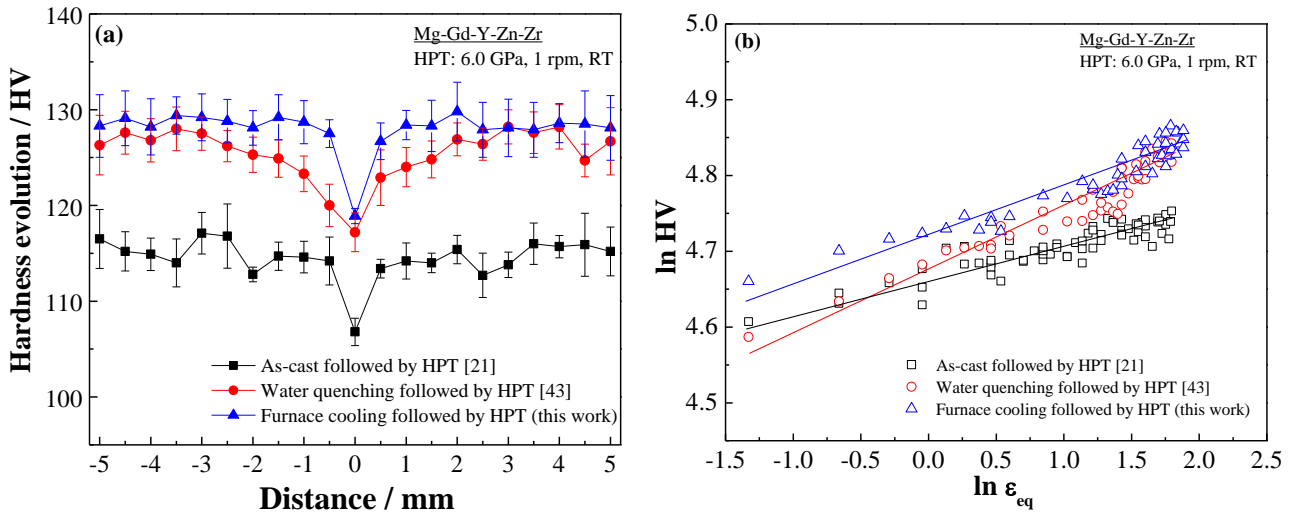 (a)
Mg-Gd-Y-Zn-Zr
HPT: 6.0 GPa, 1 rpm, RT
Hardness evolution / HV
140
130
120
110
100
As-cast followed by HPT [21]
Water quenching followed by HPT [43]
Furnace cooling followed by HPT (this work)
-5 -4 -3 -2 -1 0 1 2 3 4 5
Distance / mm
(b)
Mg-Gd-Y-Zn-Zr
HPT: 6.0 GPa, 1 rpm, RT
ln HV
5.0
4.9
4.8
4.7
4.6
4.5
As-cast followed by HPT [21]
Water quenching followed by HPT [43]
Furnace cooling followed by HPT (this work)
-1.5 -1.0 -0.5 0.0 0.5 1.0 1.5 2.0 2.5
ln εeq